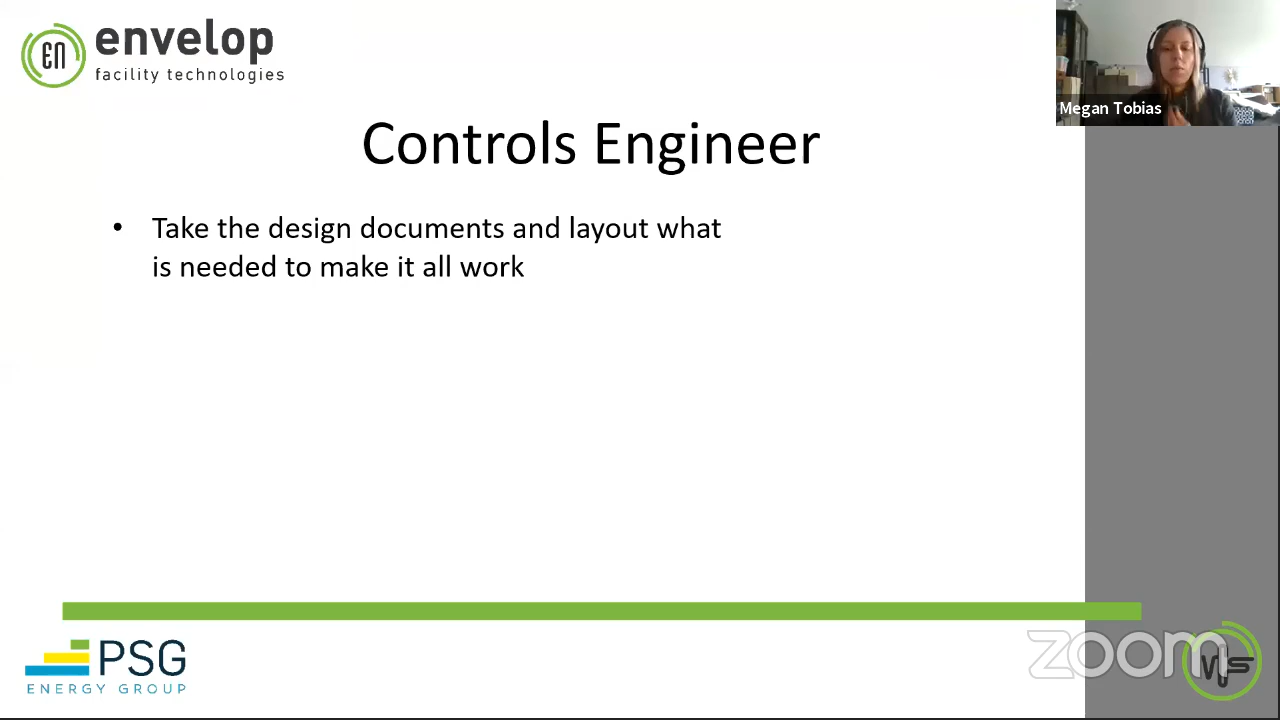 EN
envelop
facility technologies
Megan Tobias
Controls Engineer
• Take the design documents and layout what
is needed to make it all work
PSG
ENERGY GROUP
zoom